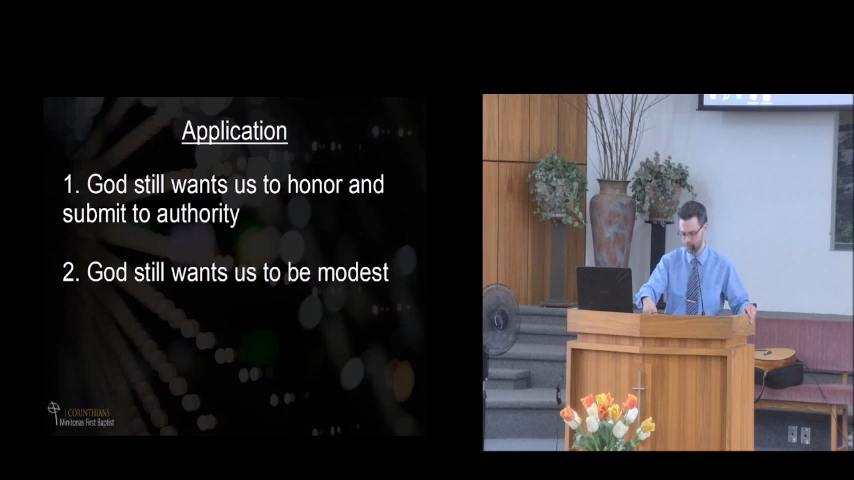 Application
1. God still wants us to honor and
submit to authority
2. God still wants us to be modest
1 CORINTHIANS
Minitonas First Baptist